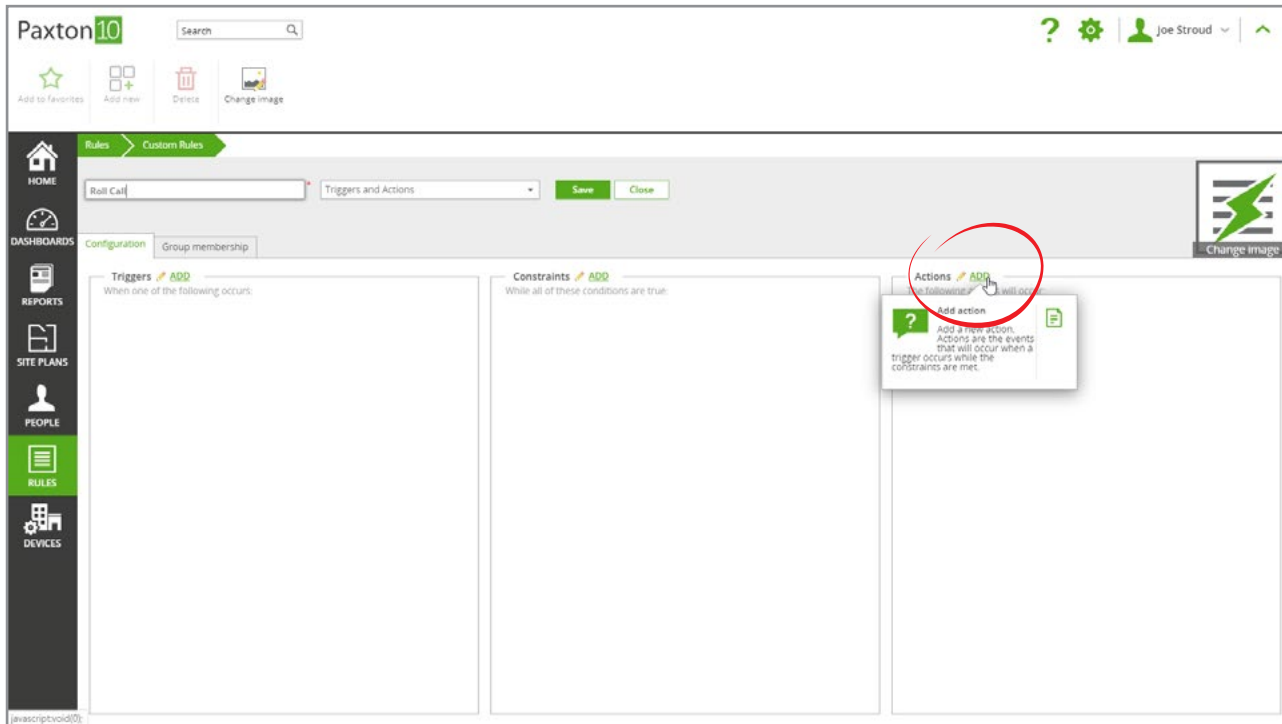 Paxton 10
Search
?
Joe Stroud
Add to favorites
Add new
Delete
Change image
HOME
DASHBOARDS
REPORTS
SITE PLANS
PEOPLE
RULES
DEVICES
Rules
Custom Rules
Roll Call
*
Triggers and Actions
Save
Close
Change image
Configuration
Group membership
Triggers ADD
When one of the following occurs:
Constraints ADD
While all of these conditions are true:
Actions ADD
The following a s will occur:
?
Add action
Add a new action.
Actions are the events
that will occur when a
trigger occurs while the
constraints are met.
javascript:void(0);